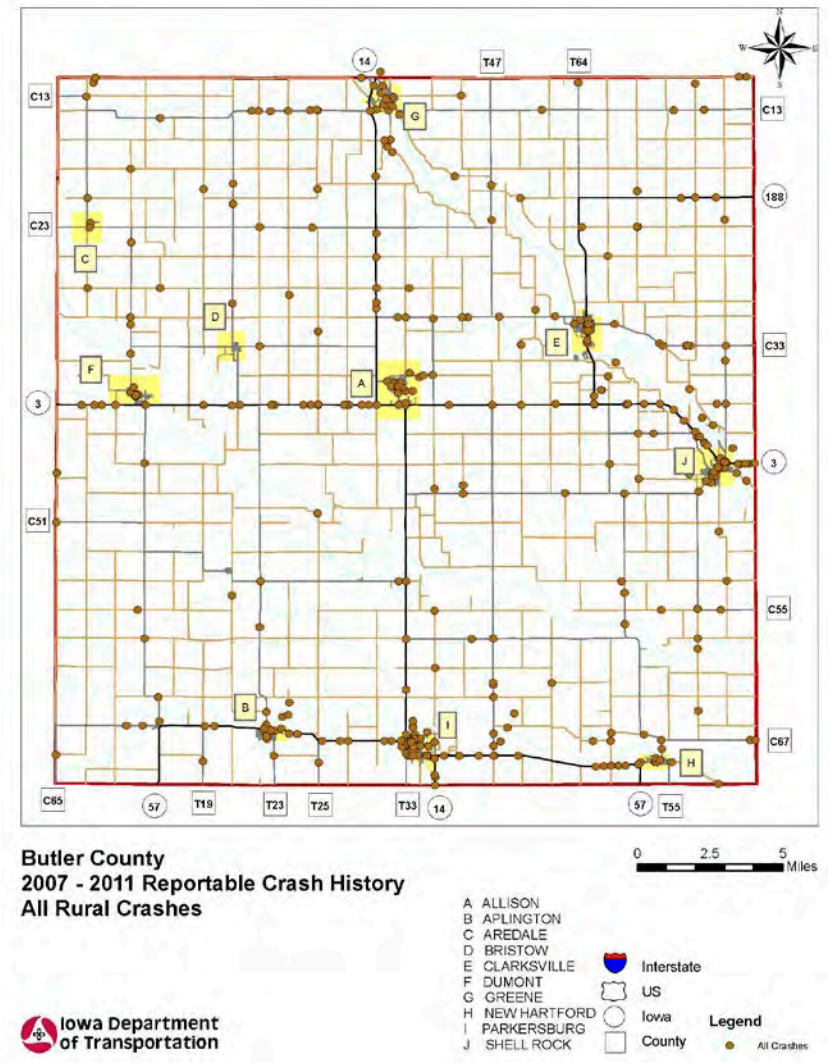 N
W
E
S
14
T47
T64
C13
C13
G
188
C23
C
D
E
C33
F
A
3
J
3
C51
C55
B
I
C67
H
C65
57
T19
T23
T25
T33
14
57
T55
Butler County
2007 - 2011 Reportable Crash History
All Rural Crashes
0 2.5 5
Miles
A ALLISON
B APLINGTON
C AREDALE
D BRISTOW
E CLARKSVILLE
F DUMONT
G GREENE
H NEW HARTFORD
I PARKERSBURG
J SHELL ROCK
Interstate
US
Iowa
County
Legend
All Crashes
Iowa Department
of Transportation